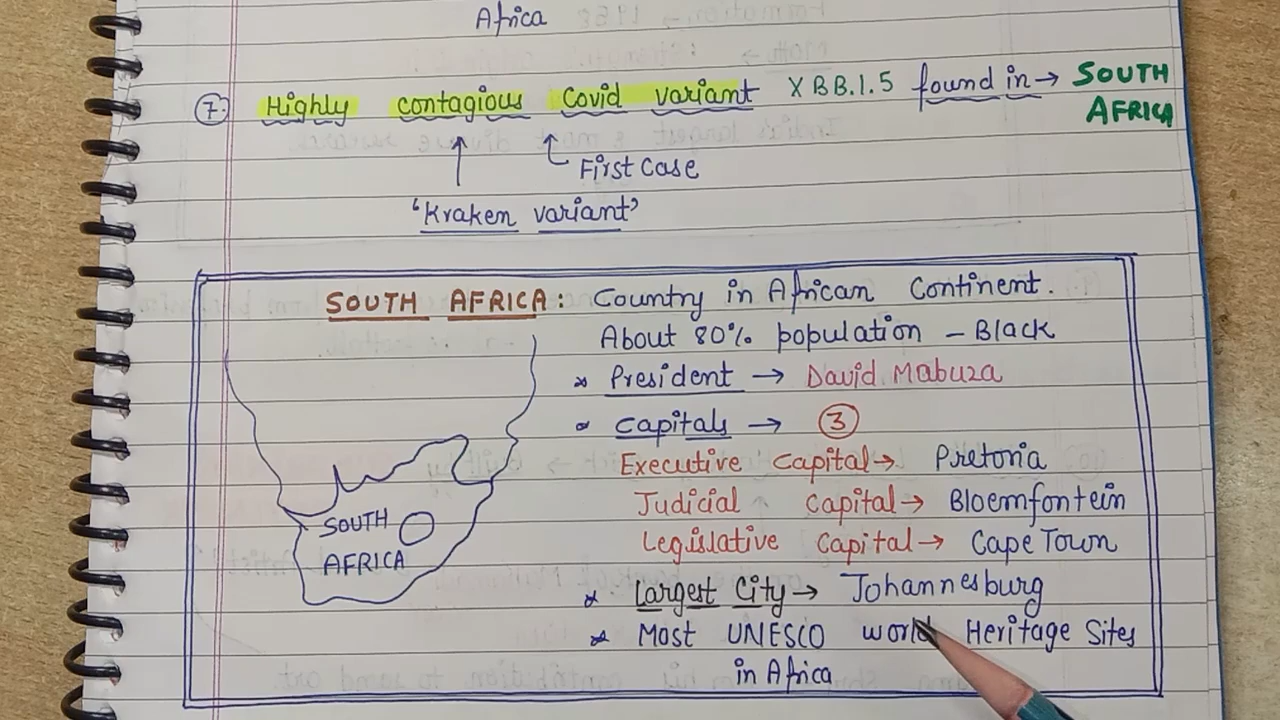 Africa
7. Highly contagious Covid variant XBB.1.5 found in → SOUTH AFRICA
First Case
'Kraken variant'
SOUTH AFRICA: Country in African Continent.
About 80% population - Black
* President → David Mabuza
* Capitals → 3
Executive Capital → Pretoria
Judicial Capital → Bloemfontein
Legislative Capital → Cape Town
SOUTH AFRICA
* Largest City → Johannesburg
* Most UNESCO World Heritage Sites
in Africa